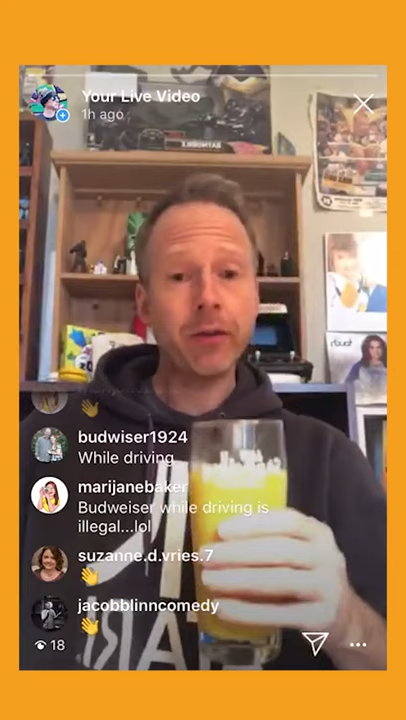 Your Live Video
1h ago
budwiser1924
While driving
marijanebaker
Budweiser while driving is
illegal...lol
suzanne.d.vries.7
👋
jacobblinncomedy
👋
18